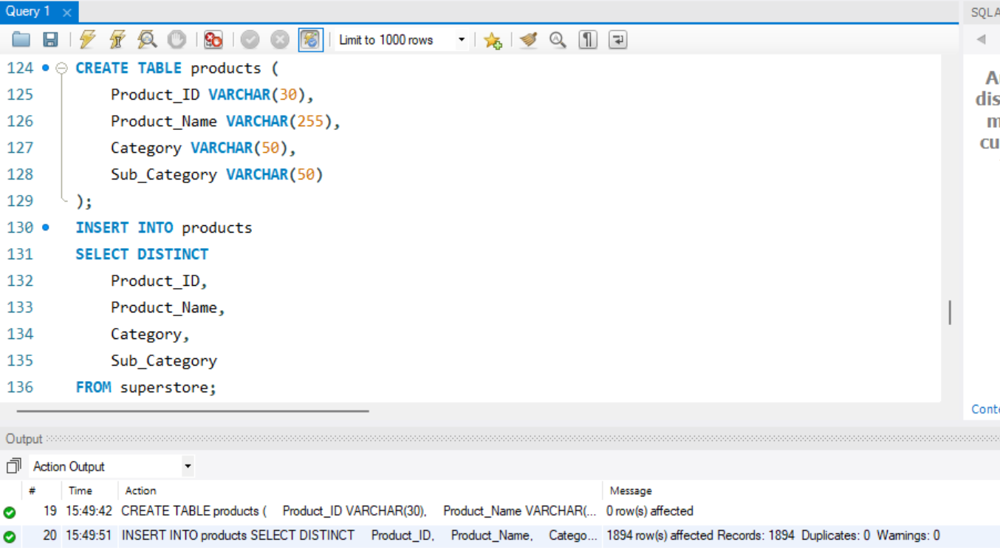 Query 1
SQLA
Limit to 1000 rows
124 CREATE TABLE products (
125 Product_ID VARCHAR(30),
126 Product_Name VARCHAR(255),
127 Category VARCHAR(50),
128 Sub_Category VARCHAR(50)
129 );
130 INSERT INTO products
131 SELECT DISTINCT
132 Product_ID,
133 Product_Name,
134 Category,
135 Sub_Category
136 FROM superstore;
dis
m
cu
Output
Action Output
# Time Action Message
19 15:49:42 CREATE TABLE products ( Product_ID VARCHAR(30), Product_Name VARCHAR(... 0 row(s) affected
20 15:49:51 INSERT INTO products SELECT DISTINCT Product_ID, Product_Name, Catego... 1894 row(s) affected Records: 1894 Duplicates: 0 Warnings: 0